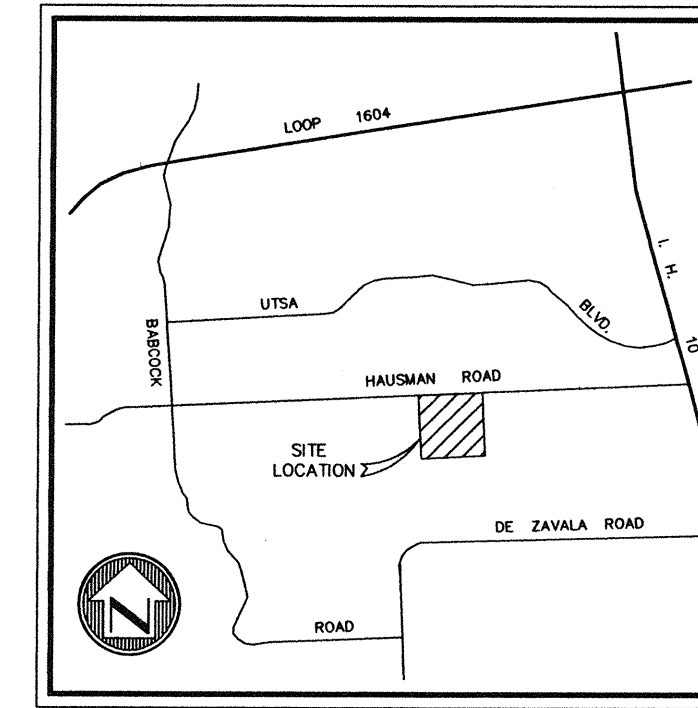 LOOP 1604
I. H. 10
UTSA BLVD.
BABCOCK
HAUSMAN ROAD
SITE
LOCATION
DE ZAVALA ROAD
ROAD
N